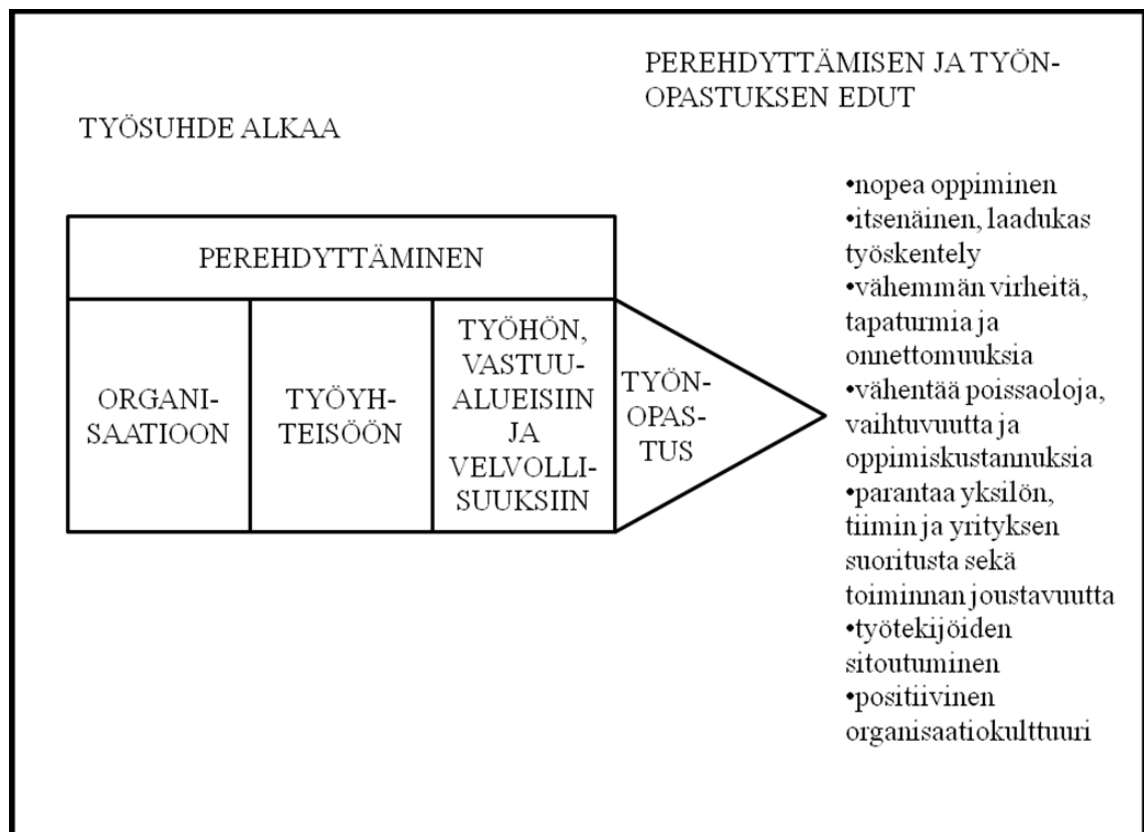 TYÖSUHDE ALKAA
PEREHDYTTÄMISEN JA TYÖN-
OPASTUKSEN EDUT
PEREHDYTTÄMINEN
ORGANI-
SAATIOON
TYÖYH-
TEISÖÖN
TYÖHÖN,
VASTUU-
ALUEISIIN
JA
VELVOLLI-
SUUKSIIN
TYÖN-
OPAS-
TUS
•nopea oppiminen
•itsenäinen, laadukas
työskentely
•vähemmän virheitä,
tapaturmia ja
onnettomuuksia
•vähentää poissaoloja,
vaihtuvuutta ja
oppimiskustannuksia
•parantaa yksilön,
tiimin ja yrityksen
suoritusta sekä
toiminnan joustavuutta
•työtekijöiden
sitoutuminen
•positiivinen
organisaatiokulttuuri